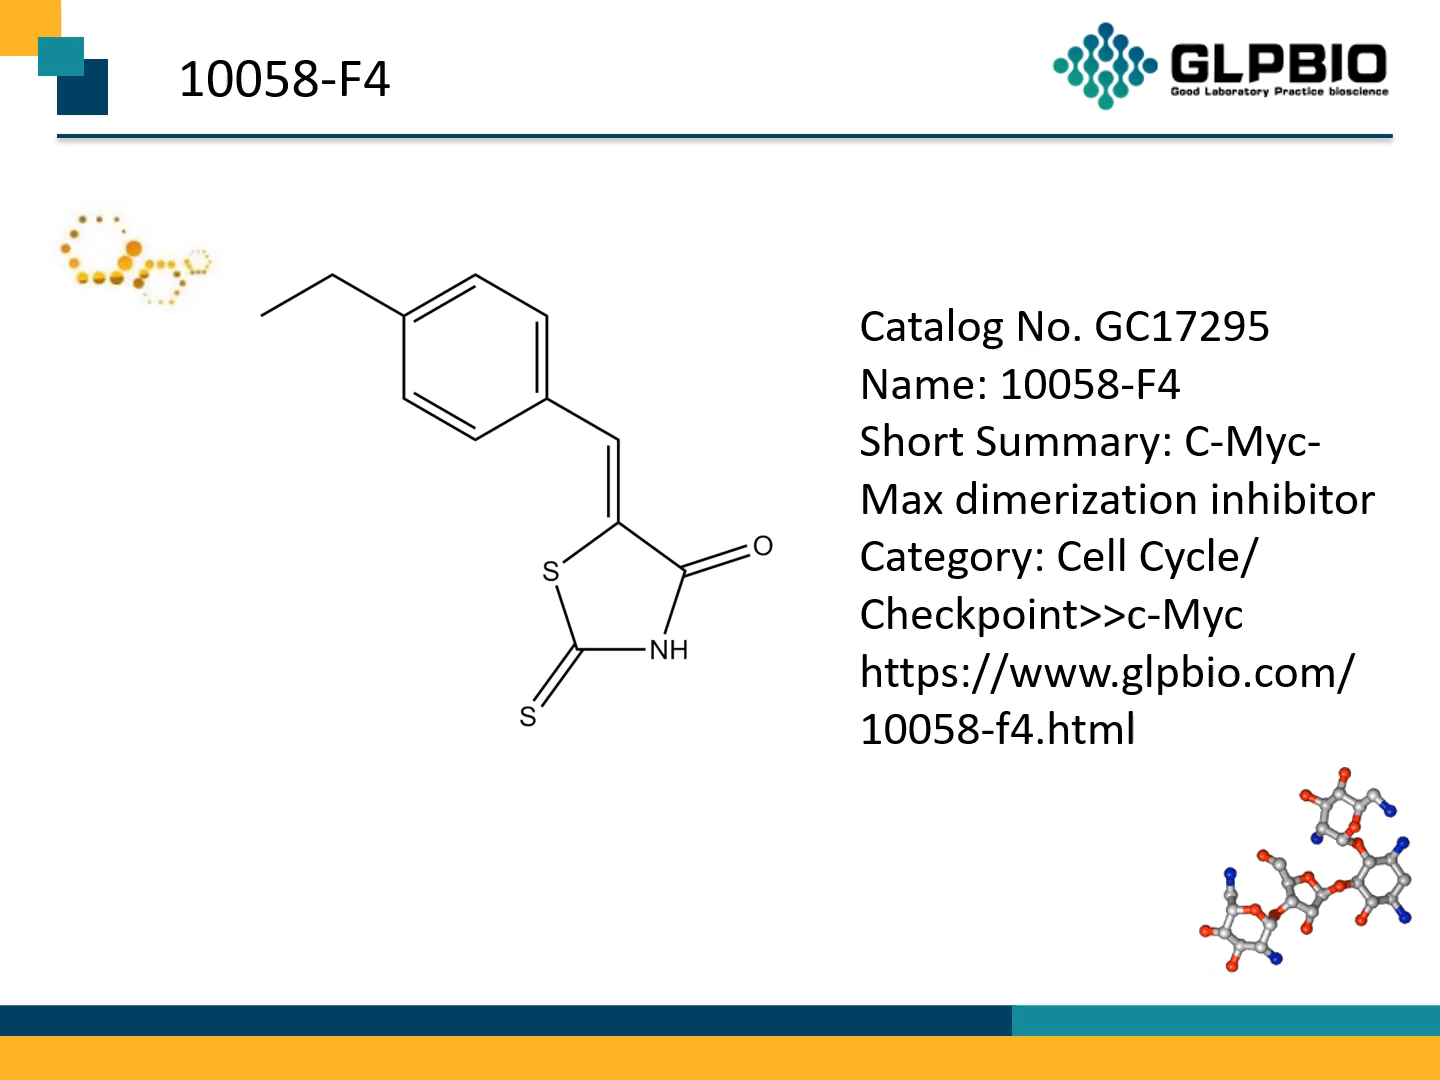 10058-F4
GLPBIO
Good Laboratory Practice bioscience
O
S
NH
S
Catalog No. GC17295
Name: 10058-F4
Short Summary: C-Myc-
Max dimerization inhibitor
Category: Cell Cycle/
Checkpoint>>c-Myc
https://www.glpbio.com/
10058-f4.html